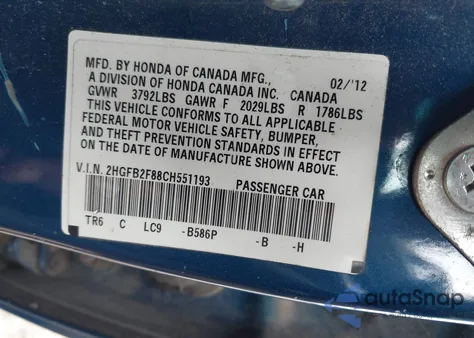 MFD. BY HONDA OF CANADA MFG., 02/'12
A DIVISION OF HONDA CANADA INC. CANADA
GVWR 3792LBS GAWR F 2029LBS R 1786LBS
THIS VEHICLE CONFORMS TO ALL APPLICABLE
FEDERAL MOTOR VEHICLE SAFETY, BUMPER,
AND THEFT PREVENTION STANDARDS IN EFFECT
ON THE DATE OF MANUFACTURE SHOWN ABOVE.
V.I.N. 2HGFB2F88CH551193 PASSENGER CAR
TR6 C LC9 -B586P -B -H
autoSnap